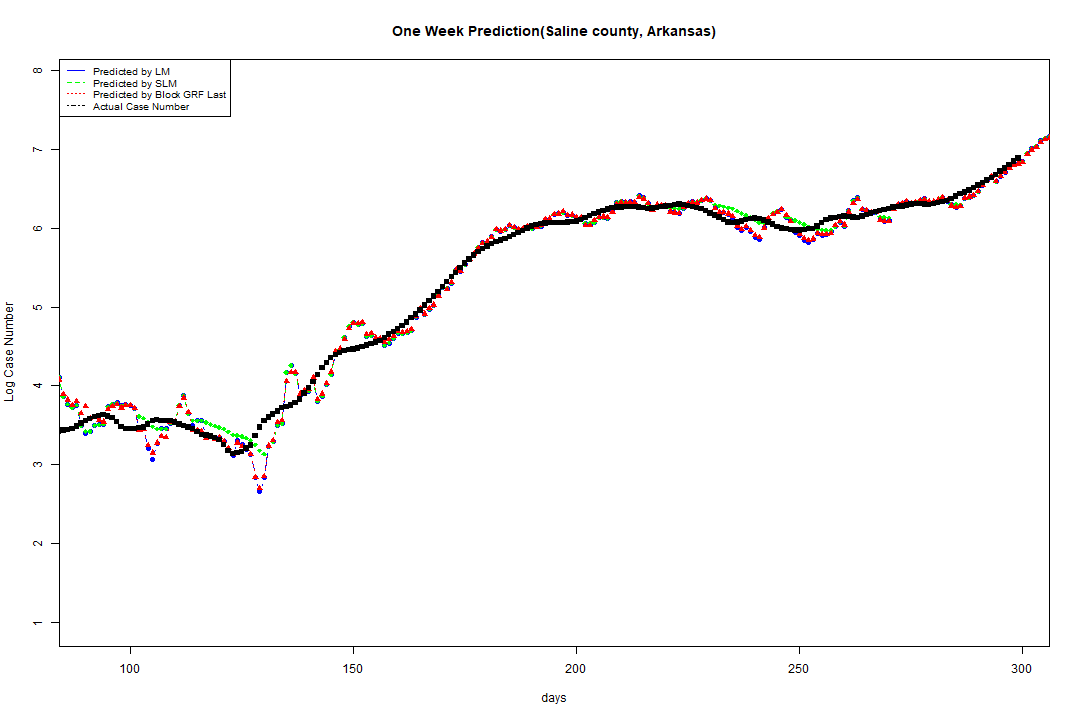 One Week Prediction(Saline county, Arkansas)
Predicted by LM
Predicted by SLM
Predicted by Block GRF Last
Actual Case Number
Log Case Number
8
7
6
5
4
3
2
1
100 150 200 250 300
days